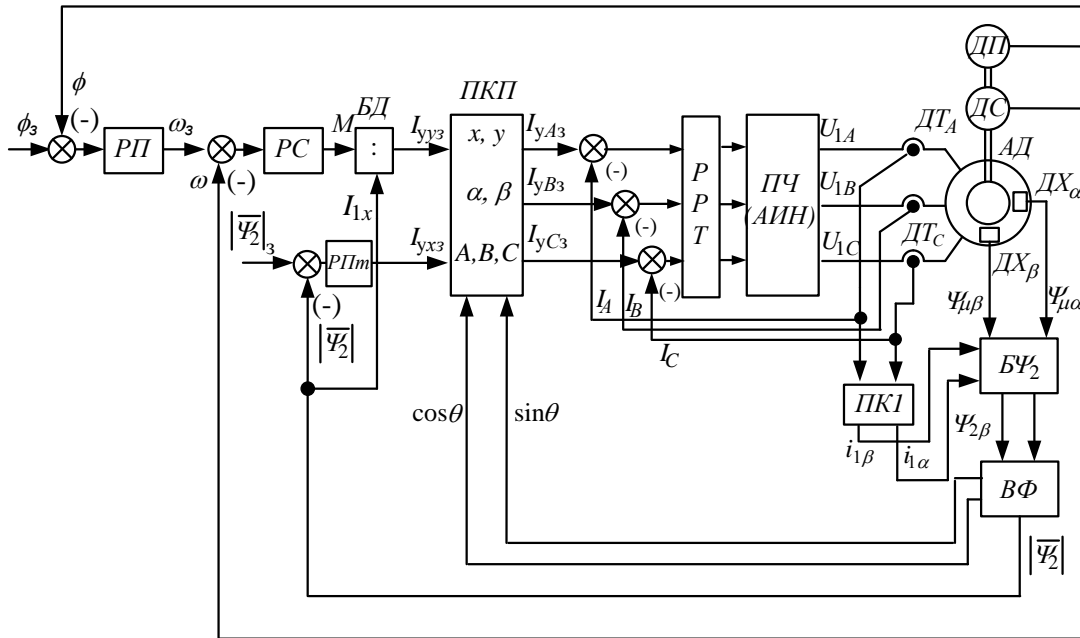 ДП
ϕ
ДС
ϕз
(-)
РП
ωз
ω
(-)
РС
М
БД
:
Iyyз
ПКП
x, y
α, β
A,B,C
IyAз
IyBз
IyCз
(-)
(-)
(-)
Р
Р
Т
ПЧ
(АИН)
U1A
U1B
U1C
ДТA
ДТC
АД
ДХα
ДХβ
I1x
|Ψ2|з
РПт
Iyxз
(-)
|Ψ2|
IA
IB
IC
Ψμβ
Ψμα
БΨ2
ПК1
cosθ
sinθ
i1β
i1α
Ψ2β
ВФ
|Ψ2|